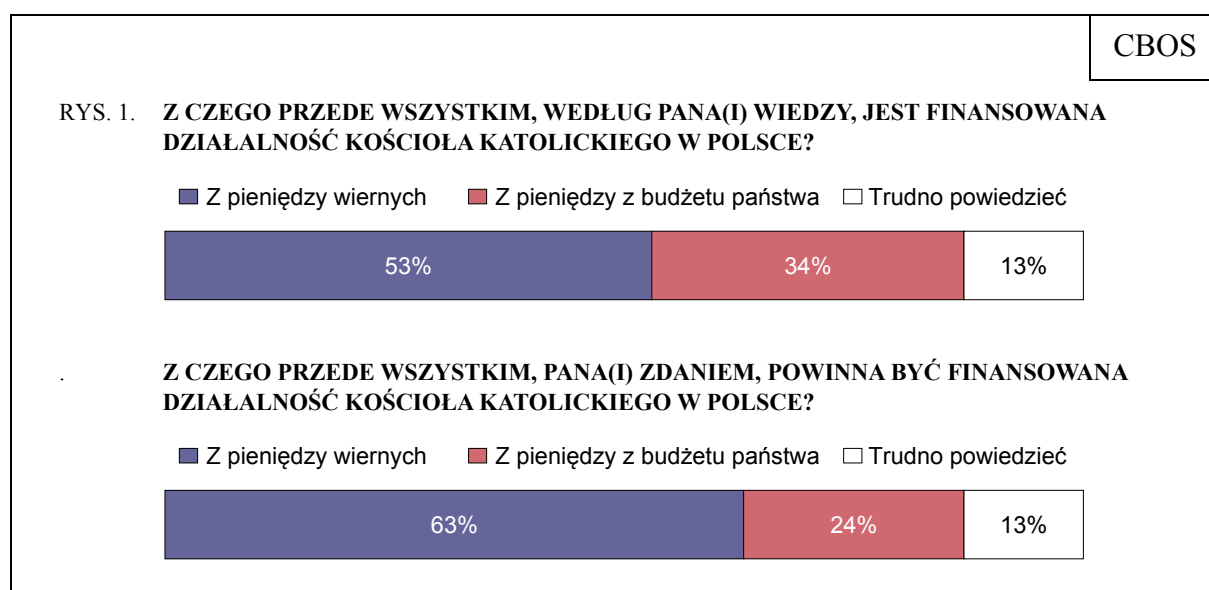 CBOS
RYS. 1. Z CZEGO PRZEDE WSZYSTKIM, WEDŁUG PANA(I) WIEDZY, JEST FINANSOWANA
DZIAŁALNOŚĆ KOŚCIOŁA KATOLICKIEGO W POLSCE?
Z pieniędzy wiernych Z pieniędzy z budżetu państwa Trudno powiedzieć
53% 34% 13%
. Z CZEGO PRZEDE WSZYSTKIM, PANA(I) ZDANIEM, POWINNA BYĆ FINANSOWANA
DZIAŁALNOŚĆ KOŚCIOŁA KATOLICKIEGO W POLSCE?
Z pieniędzy wiernych Z pieniędzy z budżetu państwa Trudno powiedzieć
63% 24% 13%